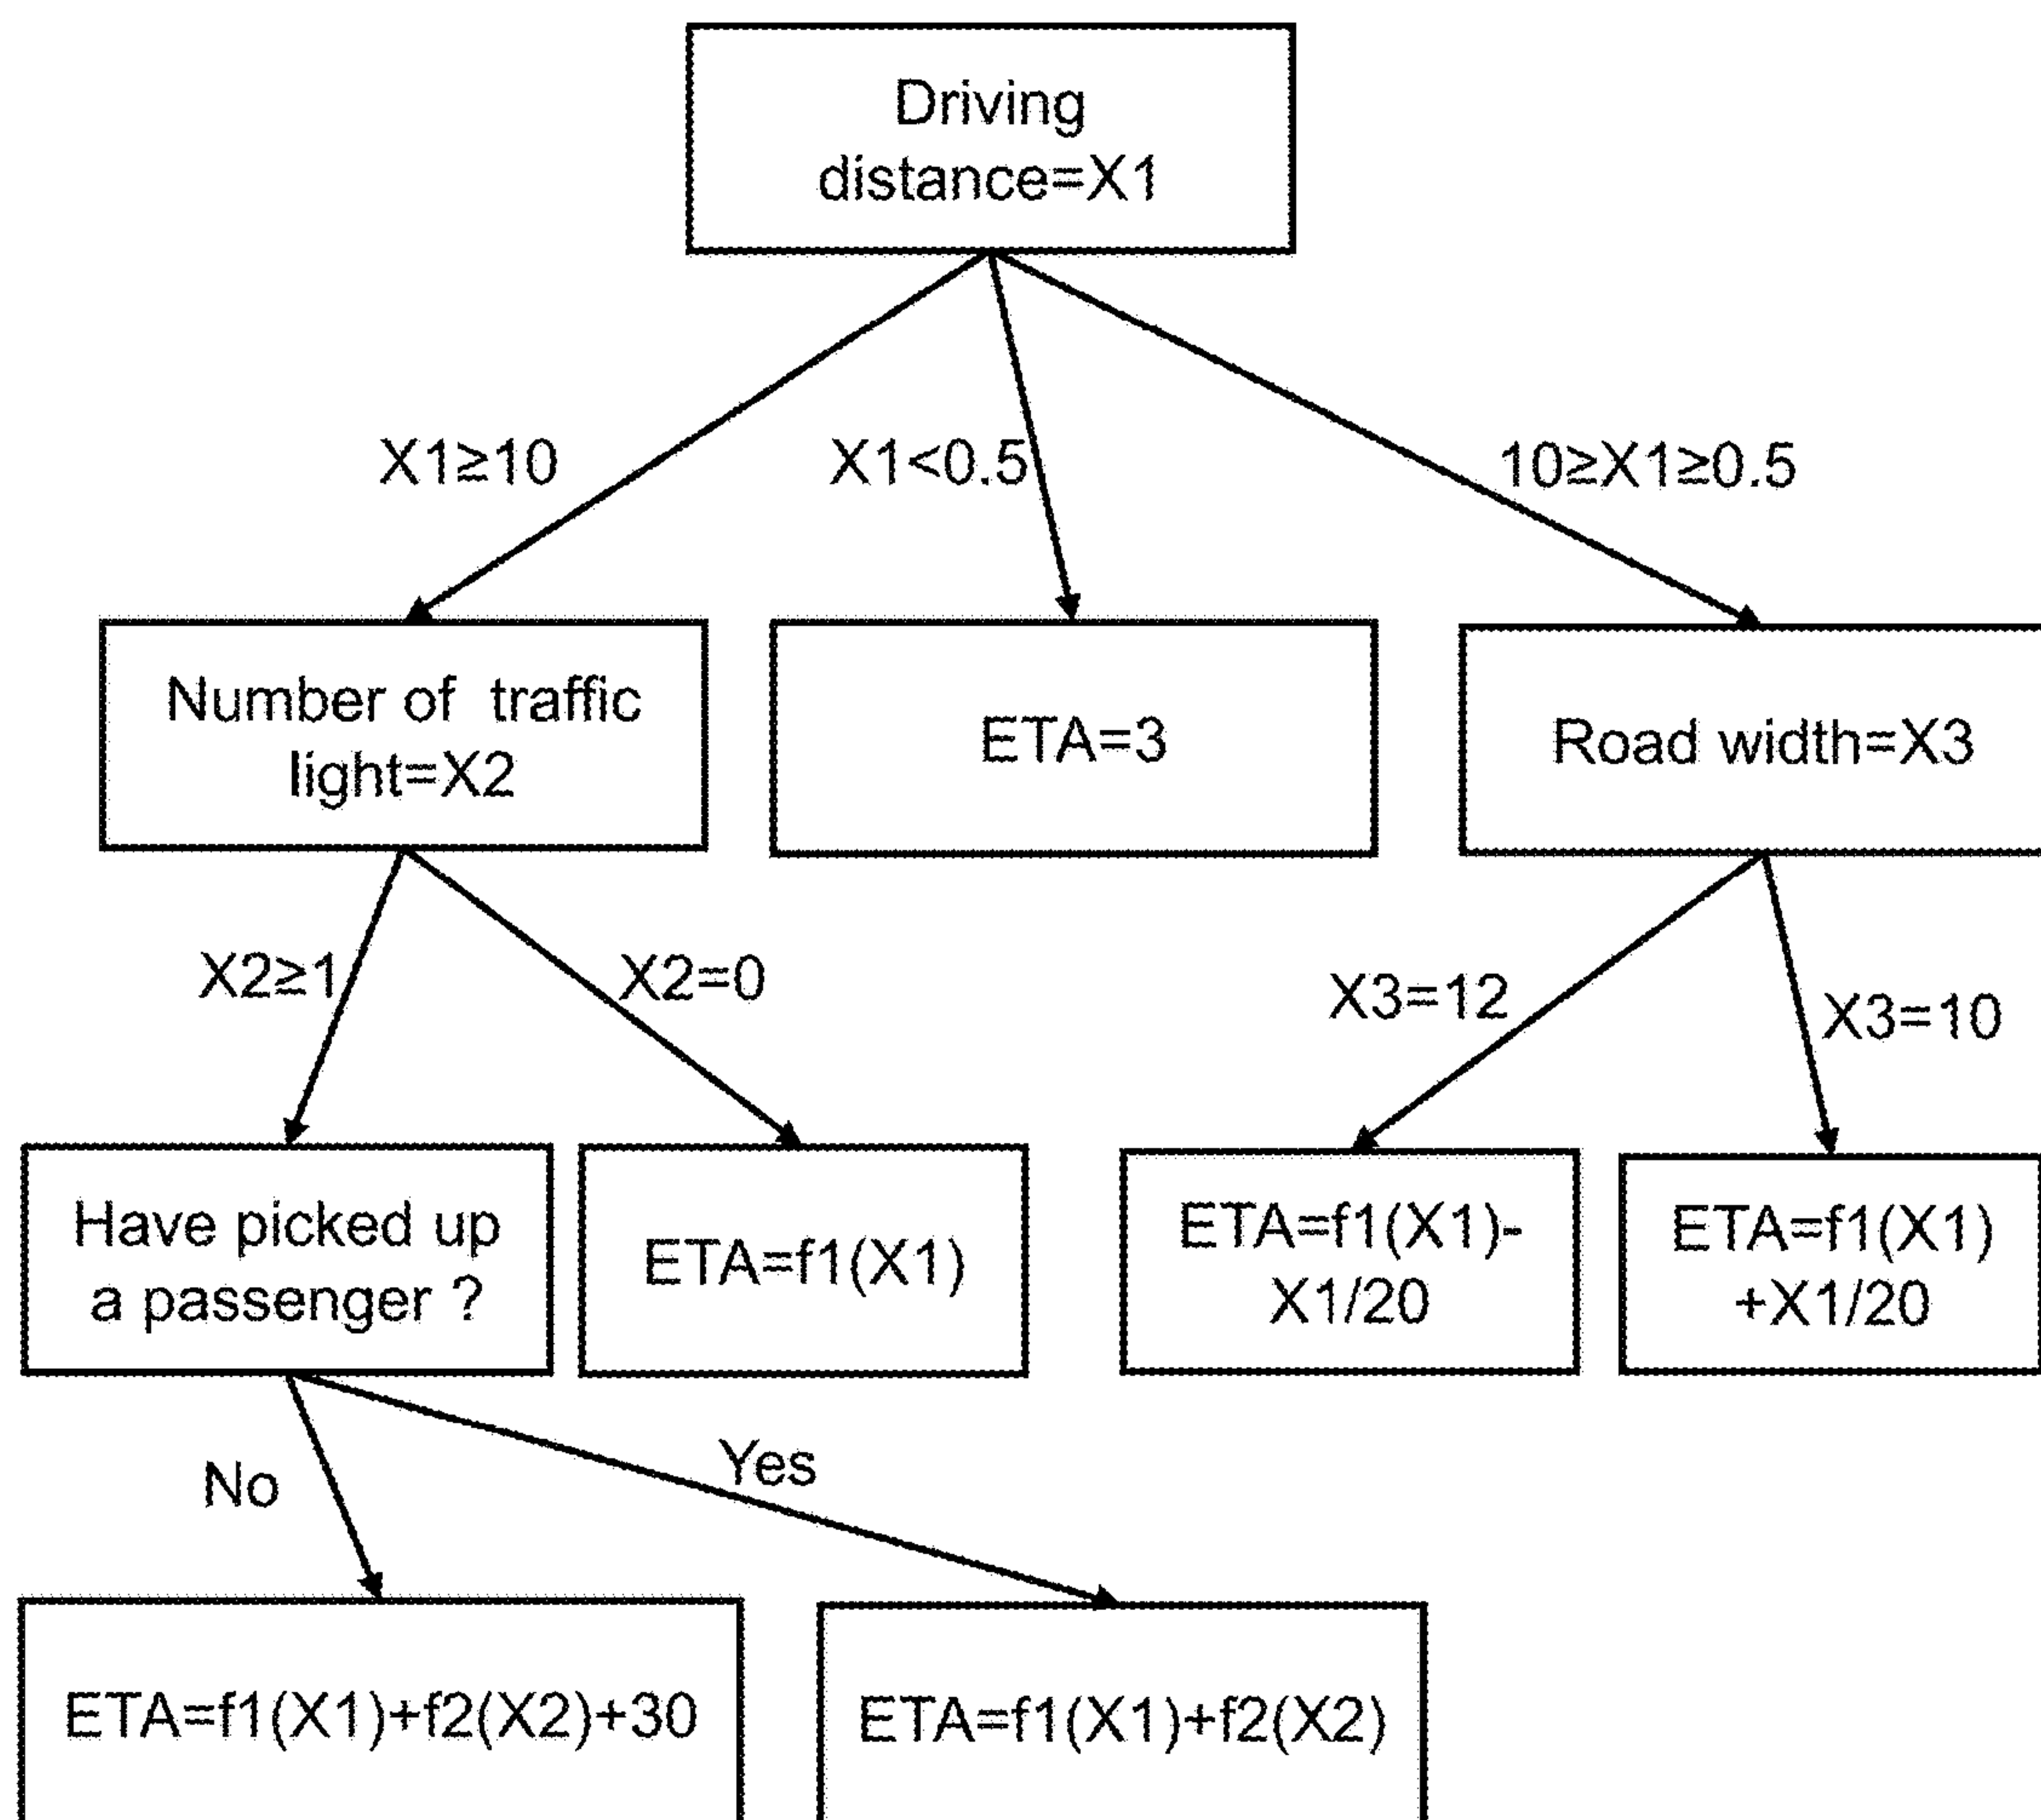 Driving
distance=X1
X1≥10
X1<0.5
10≥X1≥0.5
Number of traffic
light=X2
ETA=3
Road width=X3
X2≥1
X2=0
X3=12
X3=10
Have picked up
a passenger ?
ETA=f1(X1)
ETA=f1(X1)-
X1/20
ETA=f1(X1)
+X1/20
No
Yes
ETA=f1(X1)+f2(X2)+30
ETA=f1(X1)+f2(X2)